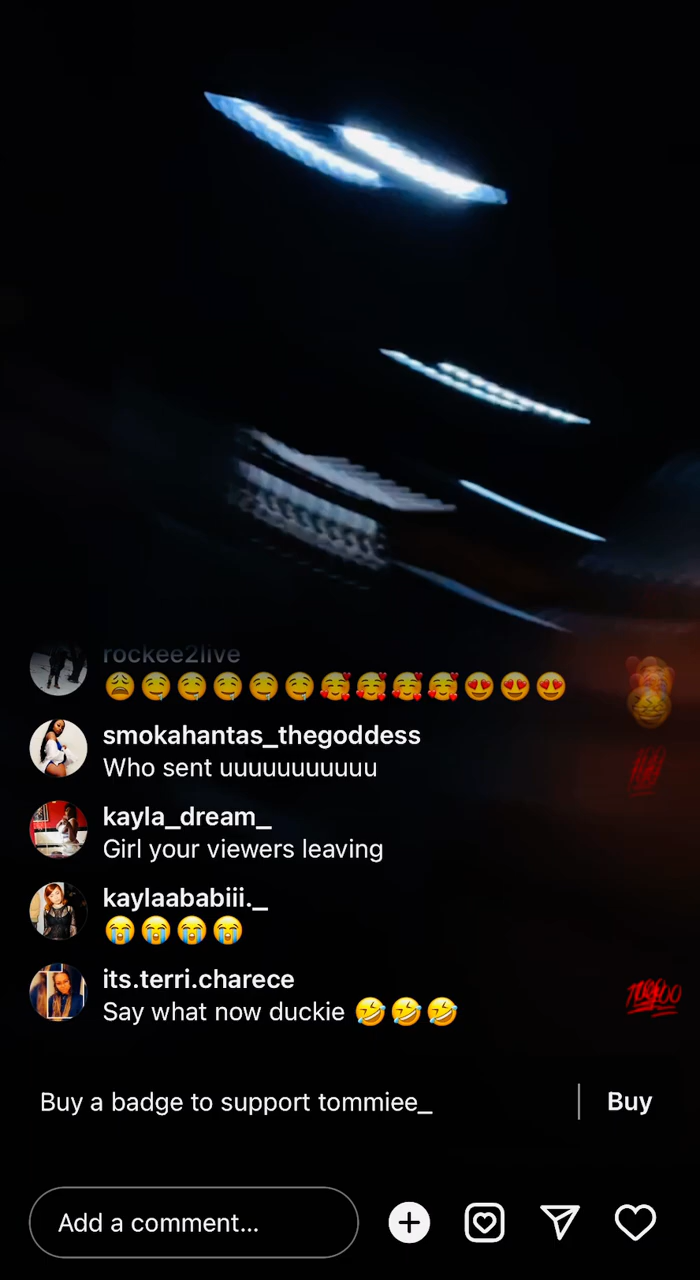 rockee2live
😩🤤🤤🤤🤤🤤🥰🥰🥰🥰😍😍😍
smokahantas_thegoddess
Who sent uuuuuuuuuuu
kayla_dream_
Girl your viewers leaving
kaylaababiii._
😭😭😭😭
its.terri.charece
Say what now duckie 🤣🤣🤣
Buy a badge to support tommiee_
Buy
Add a comment...